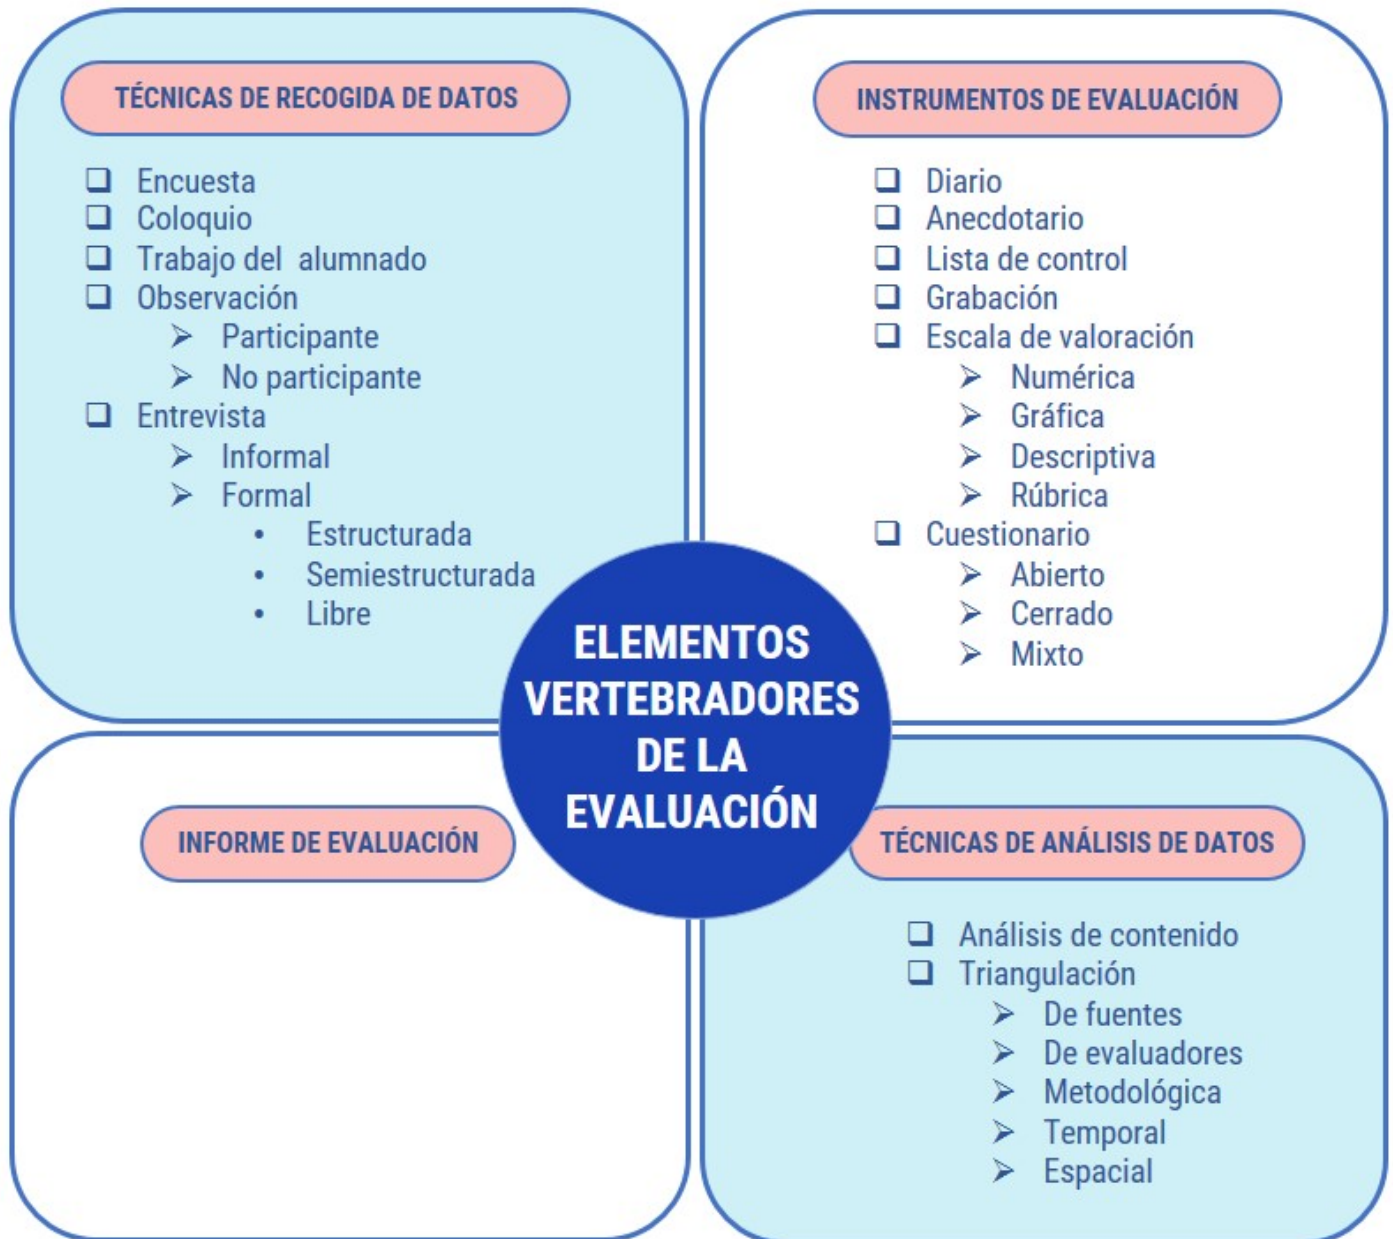 TÉCNICAS DE RECOGIDA DE DATOS
Encuesta
Coloquio
Trabajo del alumnado
Observación
Participante
No participante
Entrevista
Informal
Formal
Estructurada
Semiestructurada
Libre
INSTRUMENTOS DE EVALUACIÓN
Diario
Anecdotario
Lista de control
Grabación
Escala de valoración
Numérica
Gráfica
Descriptiva
Rúbrica
Cuestionario
Abierto
Cerrado
Mixto
ELEMENTOS
VERTEBRADORES
DE LA
EVALUACIÓN
INFORME DE EVALUACIÓN
TÉCNICAS DE ANÁLISIS DE DATOS
Análisis de contenido
Triangulación
De fuentes
De evaluadores
Metodológica
Temporal
Espacial